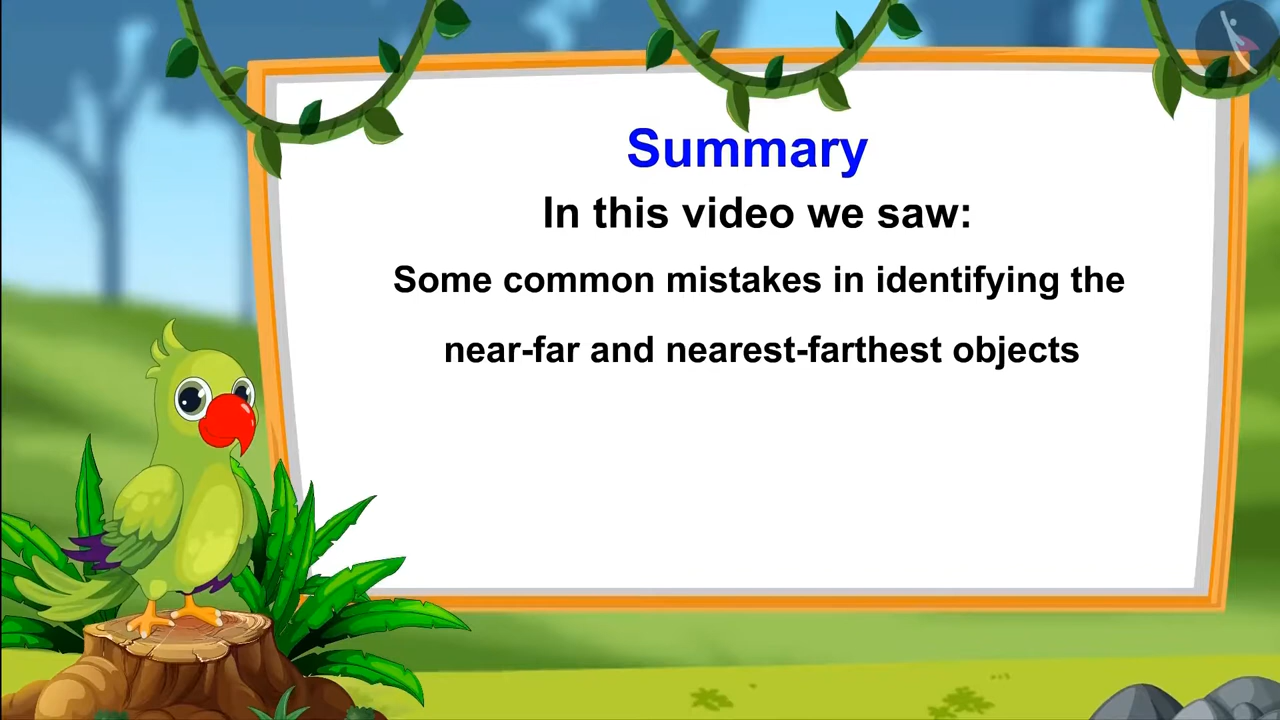 Summary
In this video we saw:
Some common mistakes in identifying the
near-far and nearest-farthest objects